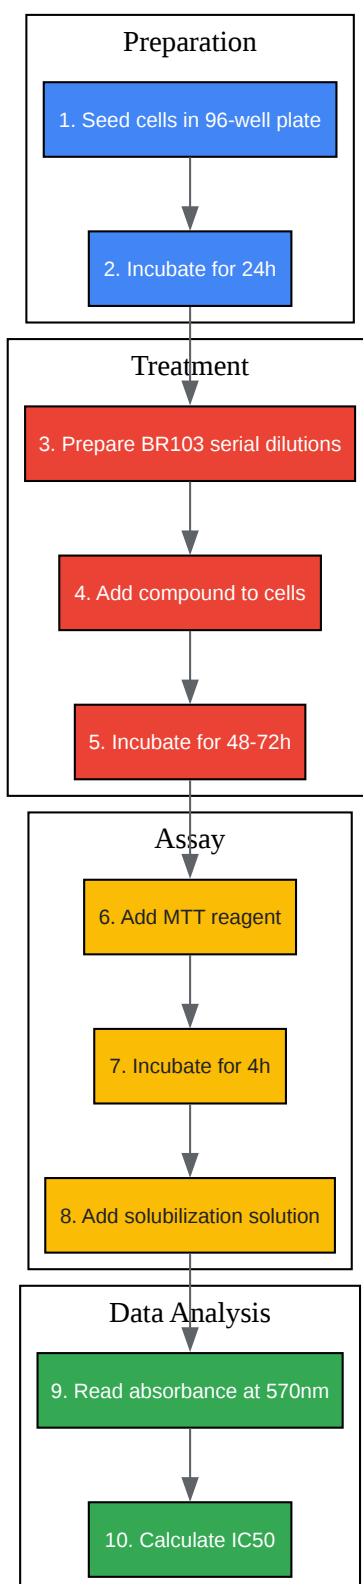 Preparation
1. Seed cells in 96-well plate
2. Incubate for 24h
Treatment
3. Prepare BR103 serial dilutions
4. Add compound to cells
5. Incubate for 48-72h
Assay
6. Add MTT reagent
7. Incubate for 4h
8. Add solubilization solution
Data Analysis
9. Read absorbance at 570nm
10. Calculate IC50